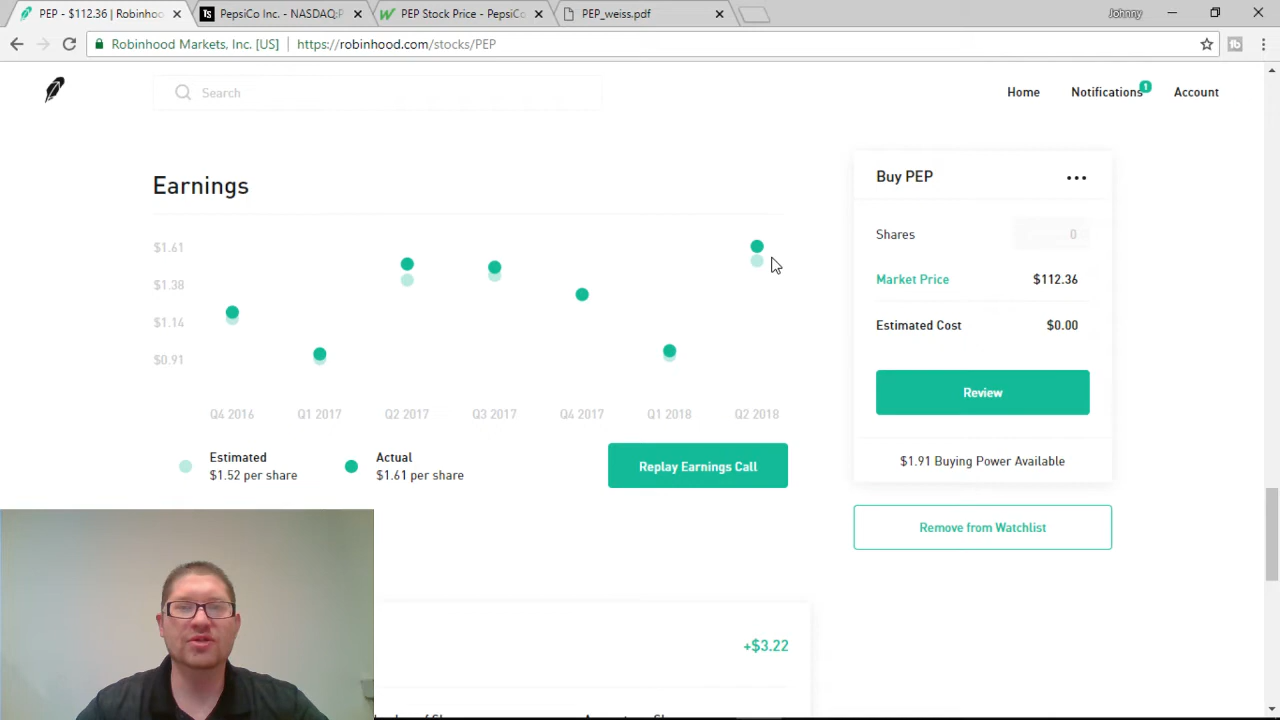 PEP - $112.36 | Robinhoo
PepsiCo Inc. - NASDAQ:P
PEP Stock Price - PepsiCo
PEP_weiss.pdf
Johnny
Robinhood Markets, Inc. [US]
https://robinhood.com/stocks/PEP
Search
Home
Notifications
1
Account
Earnings
$1.61
$1.38
$1.14
$0.91
Q4 2016
Q1 2017
Q2 2017
Q3 2017
Q4 2017
Q1 2018
Q2 2018
Estimated
$1.52 per share
Actual
$1.61 per share
Replay Earnings Call
Buy PEP
Shares
0
Market Price
$112.36
Estimated Cost
$0.00
Review
$1.91 Buying Power Available
Remove from Watchlist
+$3.22